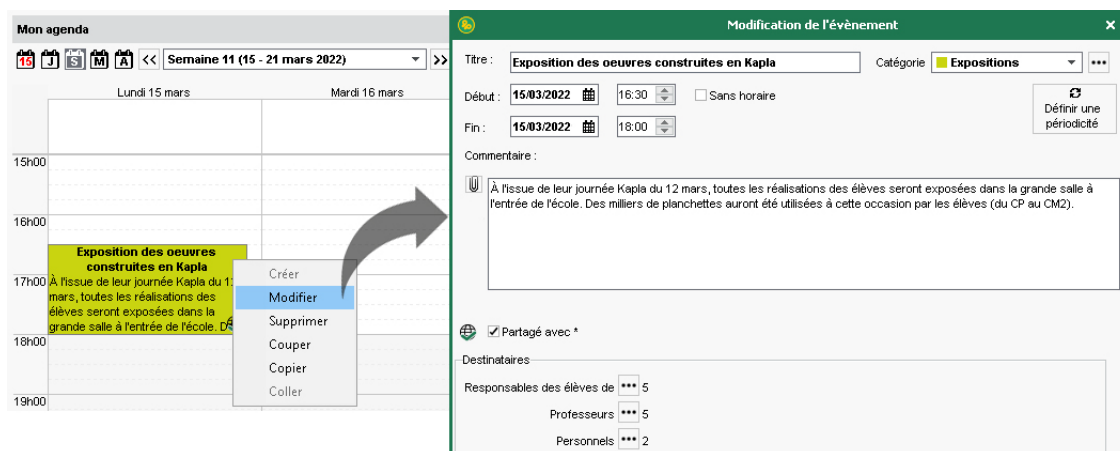 Mon agenda
15 J S M A << Semaine 11 (15 - 21 mars 2022) >>
Lundi 15 mars Mardi 16 mars
15h00
16h00
17h00
18h00
19h00
Exposition des oeuvres
construites en Kapla
À l'issue de leur journée Kapla du 1
mars, toutes les réalisations des
élèves seront exposées dans la
grande salle à l'entrée de l'école. D
Créer
Modifier
Supprimer
Couper
Copier
Coller
Modification de l'évènement
Titre : Exposition des oeuvres construites en Kapla Catégorie Expositions ...
Début : 15/03/2022 16:30 Sans horaire
Fin : 15/03/2022 18:00
Définir une
périodicité
Commentaire :
À l'issue de leur journée Kapla du 12 mars, toutes les réalisations des élèves seront exposées dans la grande salle à
l'entrée de l'école. Des milliers de planchettes auront été utilisées à cette occasion par les élèves (du CP au CM2).
Partagé avec *
Destinataires
Responsables des élèves de ... 5
Professeurs ... 5
Personnels ... 2